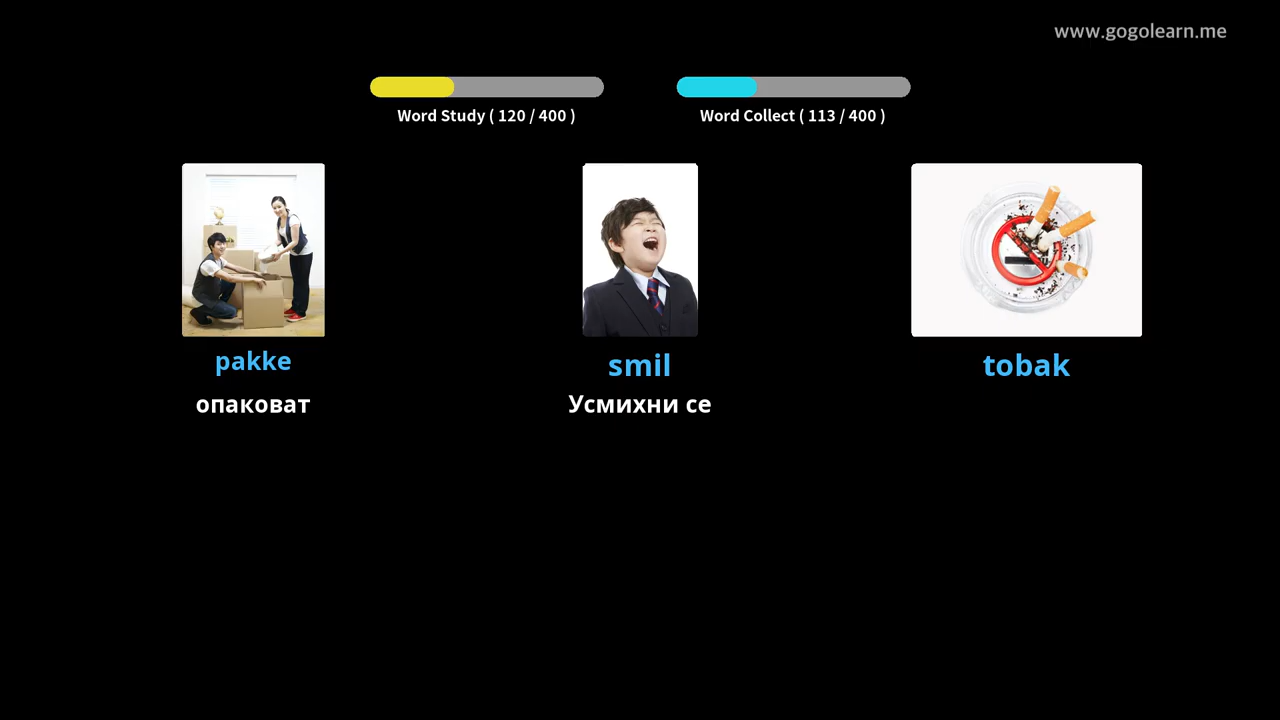 www.gogolearn.me
Word Study ( 120 / 400 )
Word Collect ( 113 / 400 )
pakke
smil
tobak
опаковат
Усмихни се